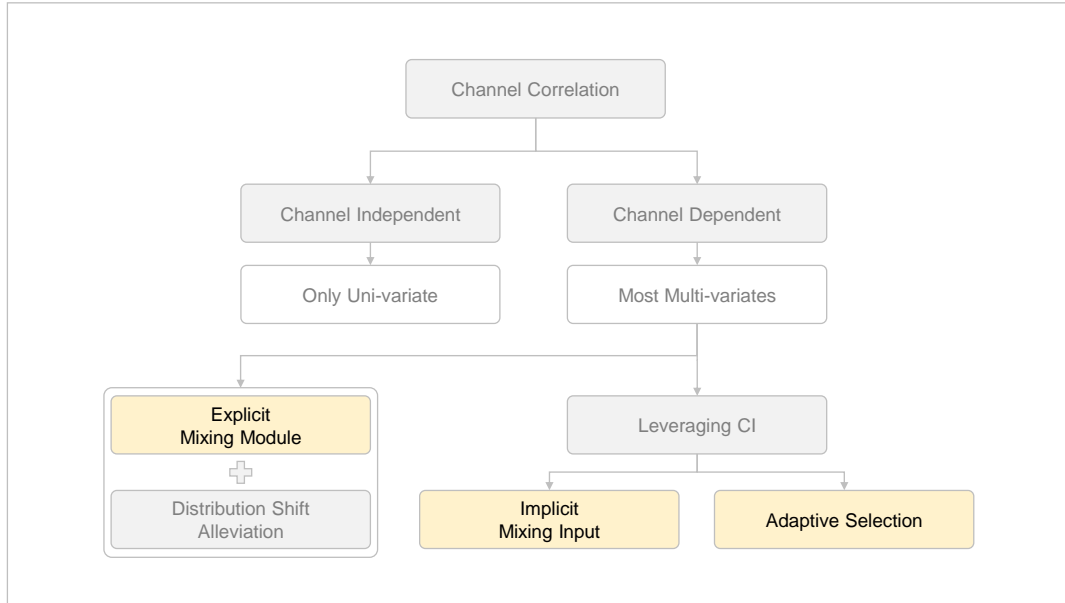 Channel Correlation
Channel Independent
Channel Dependent
Only Uni-variate
Most Multi-variates
Explicit
Mixing Module
Leveraging CI
Distribution Shift
Alleviation
Implicit
Mixing Input
Adaptive Selection